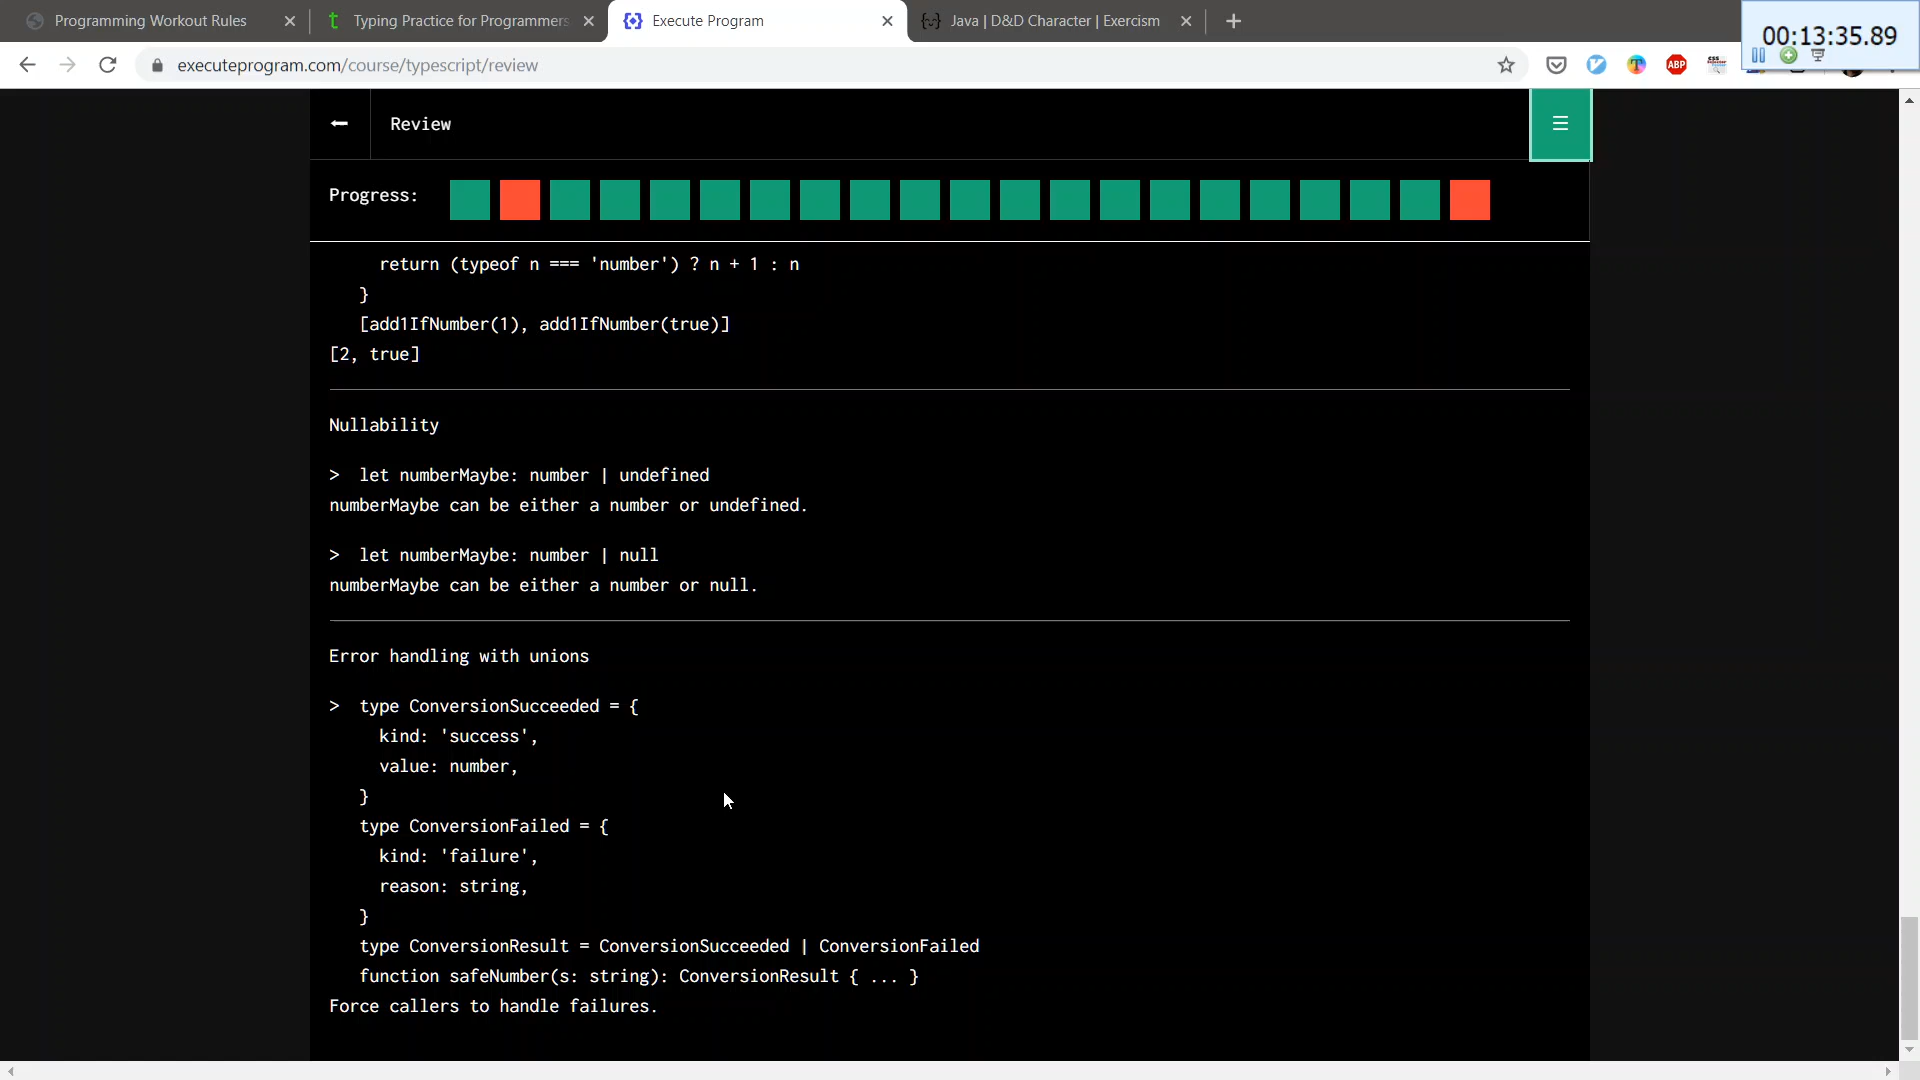 Programming Workout Rules
Typing Practice for Programmers
Execute Program
Java | D&D Character | Exercism
00:13:35.89
executeprogram.com/course/typescript/review
ABP
CSS
Review
Progress:
return (typeof n === 'number') ? n + 1 : n
}
[add1IfNumber(1), add1IfNumber(true)]
[2, true]
Nullability
> let numberMaybe: number | undefined
numberMaybe can be either a number or undefined.
> let numberMaybe: number | null
numberMaybe can be either a number or null.
Error handling with unions
> type ConversionSucceeded = {
kind: 'success',
value: number,
}
type ConversionFailed = {
kind: 'failure',
reason: string,
}
type ConversionResult = ConversionSucceeded | ConversionFailed
function safeNumber(s: string): ConversionResult { ... }
Force callers to handle failures.